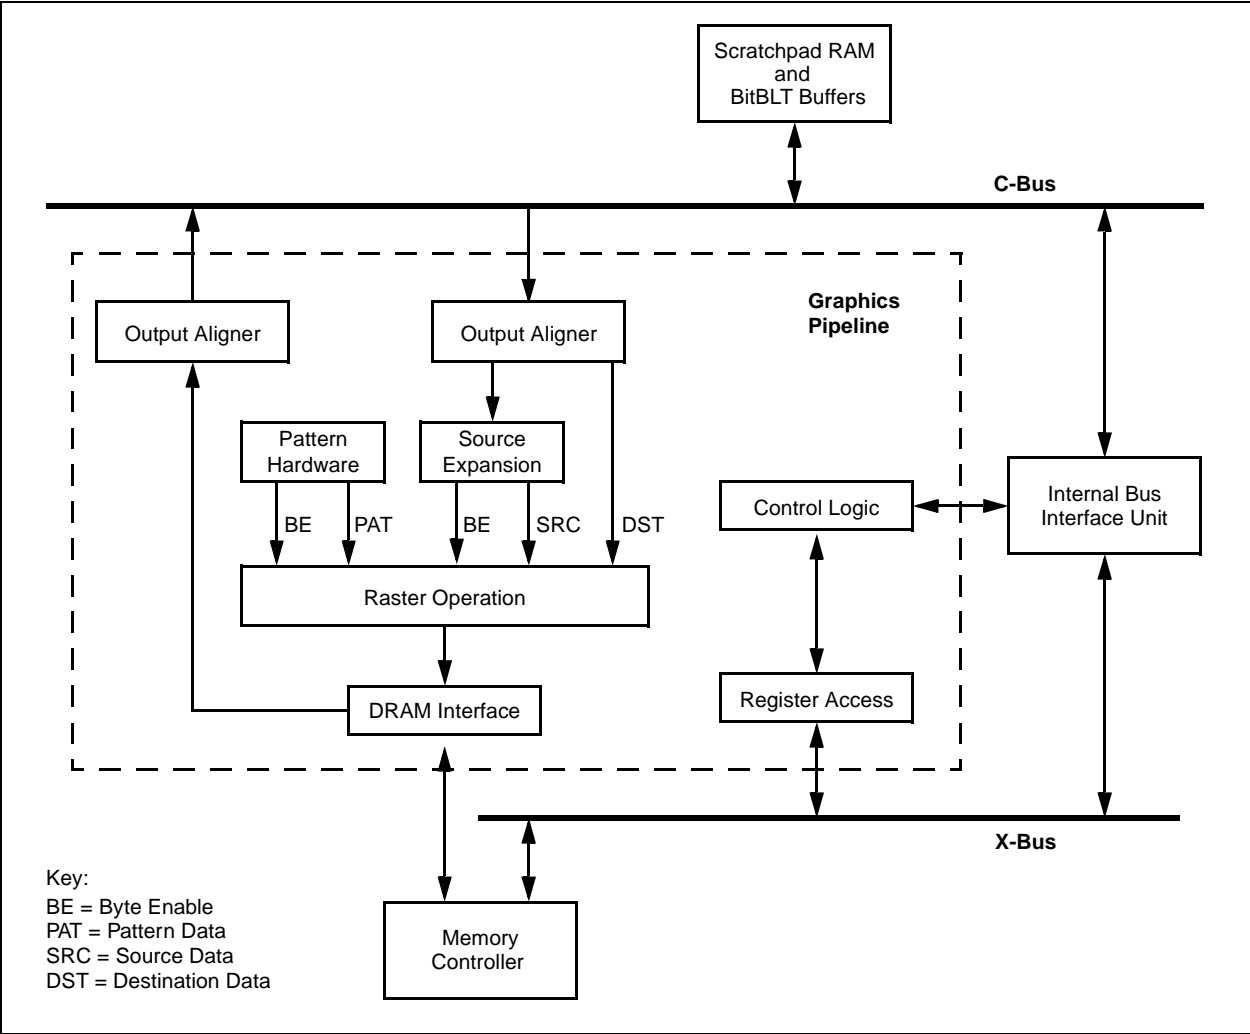 Scratchpad RAM
and
BitBLT Buffers
C-Bus
Graphics
Pipeline
Output Aligner
Output Aligner
Pattern
Hardware
Source
Expansion
Control Logic
Internal Bus
Interface Unit
BE
PAT
BE
SRC
DST
Raster Operation
Register Access
DRAM Interface
X-Bus
Key:
BE = Byte Enable
PAT = Pattern Data
SRC = Source Data
DST = Destination Data
Memory
Controller